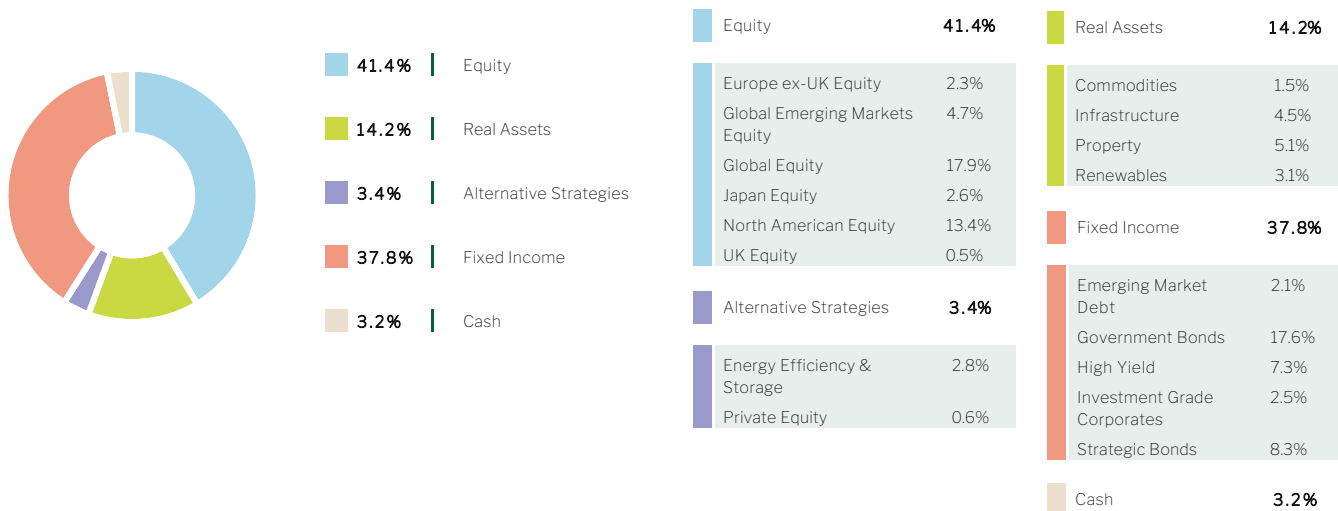 41.4% Equity
14.2% Real Assets
3.4% Alternative Strategies
37.8% Fixed Income
3.2% Cash
Equity 41.4%
Europe ex-UK Equity 2.3%
Global Emerging Markets 4.7%
Equity
Global Equity 17.9%
Japan Equity 2.6%
North American Equity 13.4%
UK Equity 0.5%
Alternative Strategies 3.4%
Energy Efficiency & 2.8%
Storage
Private Equity 0.6%
Real Assets 14.2%
Commodities 1.5%
Infrastructure 4.5%
Property 5.1%
Renewables 3.1%
Fixed Income 37.8%
Emerging Market 2.1%
Debt
Government Bonds 17.6%
High Yield 7.3%
Investment Grade 2.5%
Corporates
Strategic Bonds 8.3%
Cash 3.2%